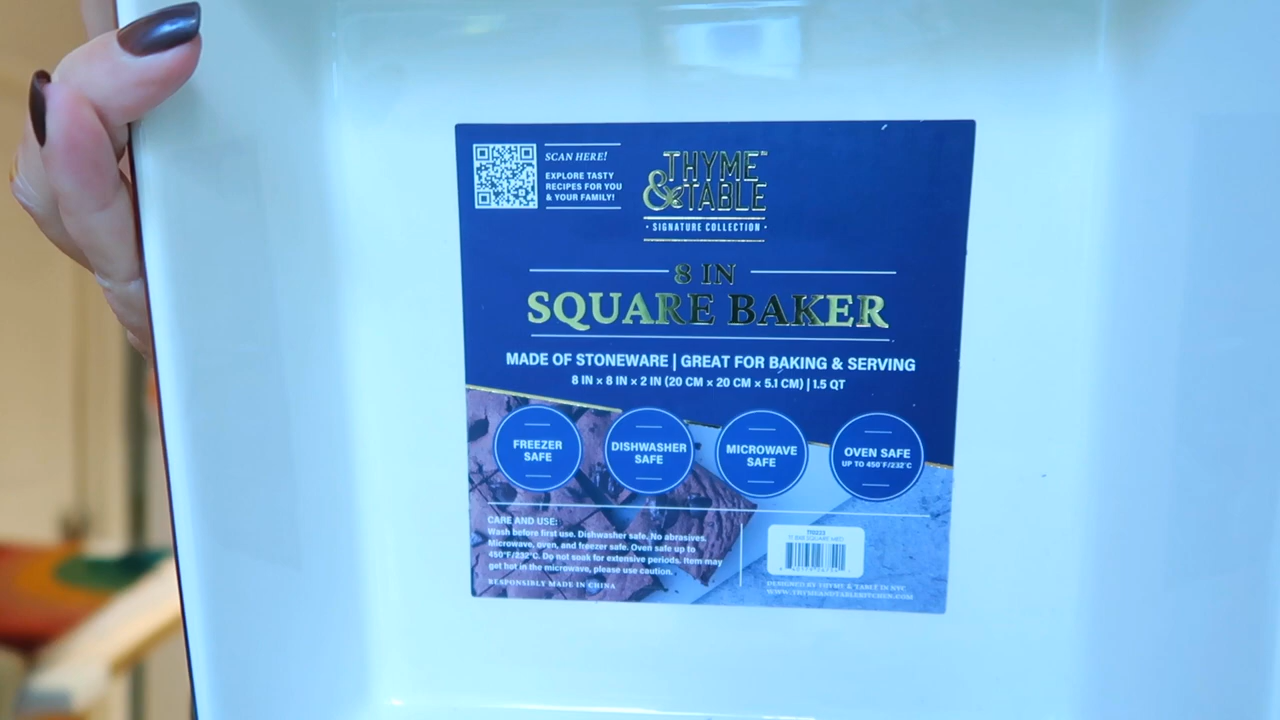 SCAN HERE!
EXPLORE TASTY
RECIPES FOR YOU
& YOUR FAMILY!
THYME™
& TABLE
· SIGNATURE COLLECTION ·
8 IN
SQUARE BAKER
MADE OF STONEWARE | GREAT FOR BAKING & SERVING
8 IN × 8 IN × 2 IN (20 CM × 20 CM × 5.1 CM) | 1.5 QT
FREEZER
SAFE
DISHWASHER
SAFE
MICROWAVE
SAFE
OVEN SAFE
UP TO 450°F/232°C
CARE AND USE:
Wash before first use. Dishwasher safe. No abrasives.
Microwave, oven, and freezer safe. Oven safe up to
450°F/232°C. Do not soak for extensive periods. Item may
get hot in the microwave, please use caution.
RESPONSIBLY MADE IN CHINA
DESIGNED BY THYME & TABLE IN NYC
WWW.THYMEANDTABLEKITCHEN.COM